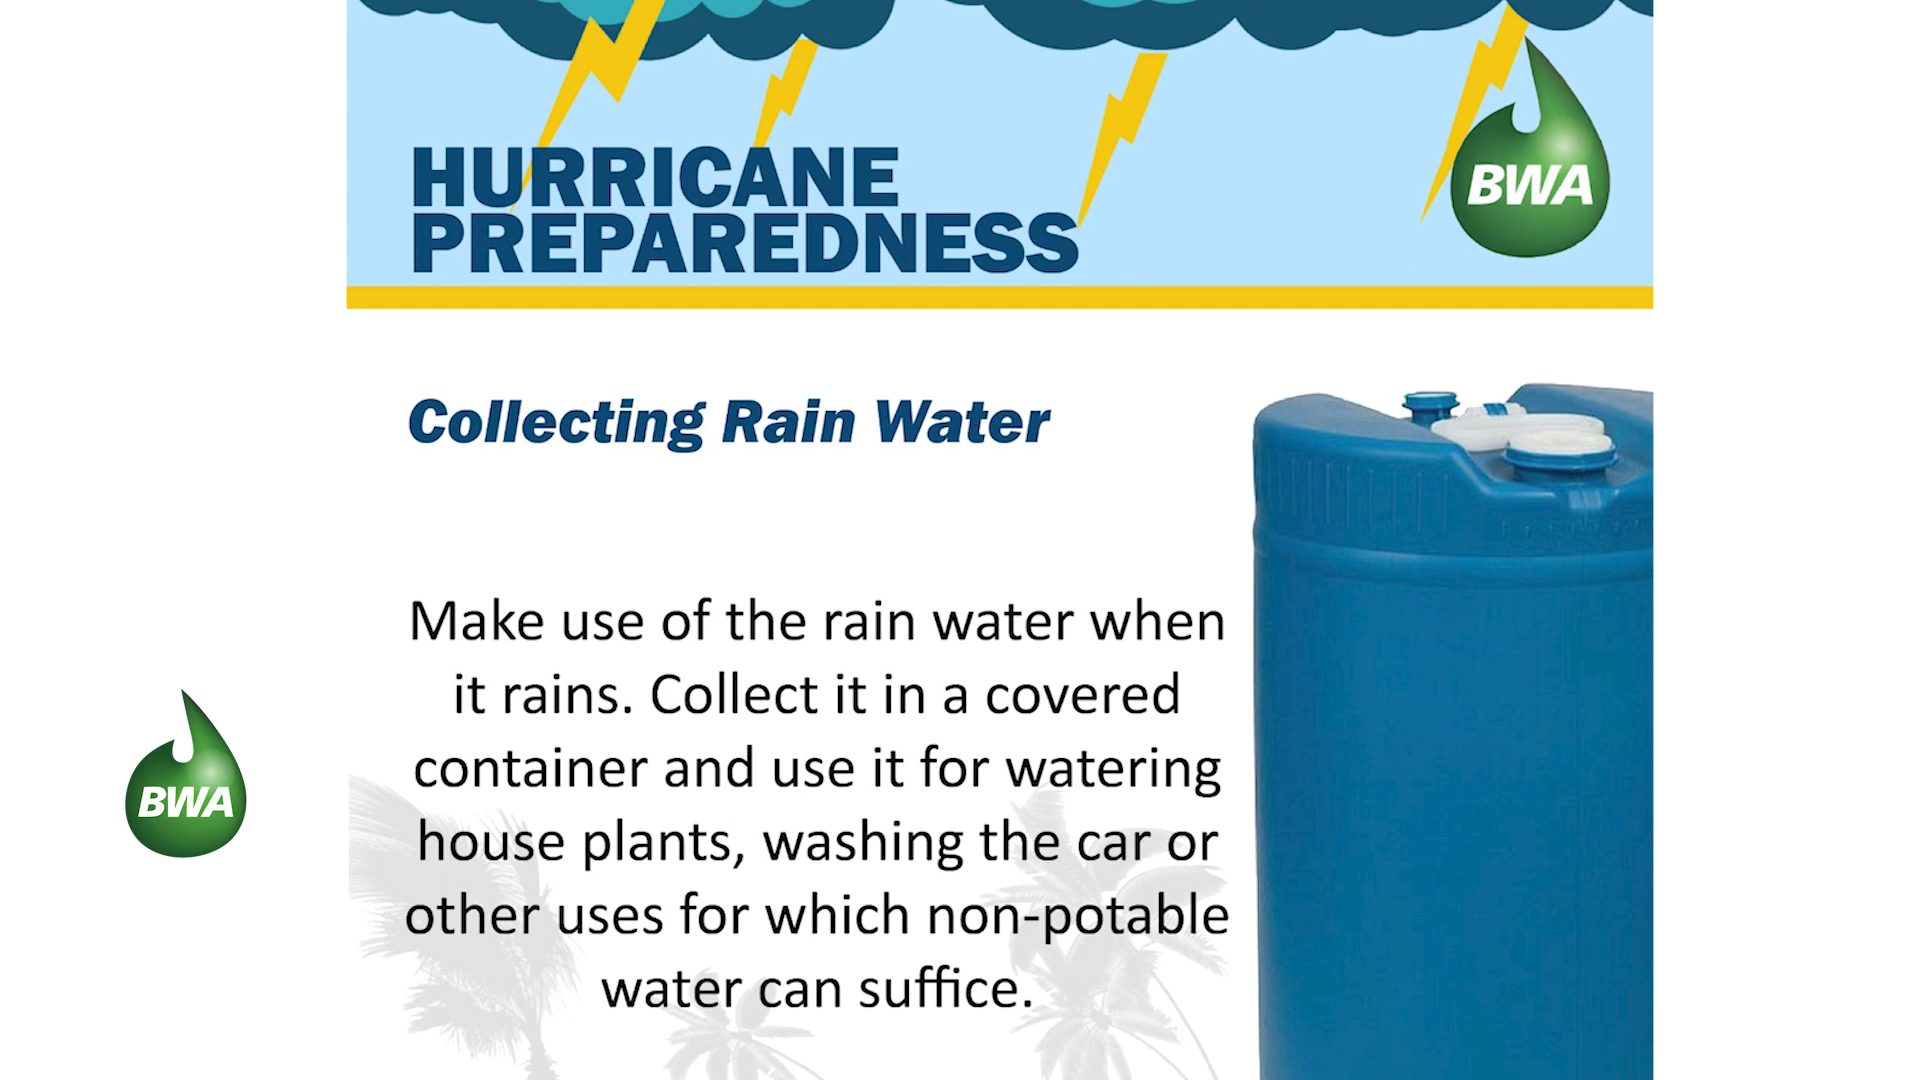 HURRICANE
PREPAREDNESS
BWA
Collecting Rain Water
Make use of the rain water when
it rains. Collect it in a covered
container and use it for watering
house plants, washing the car or
other uses for which non-potable
water can suffice.
BWA